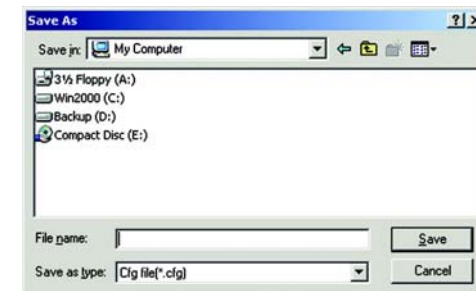 Save As
Save in: My Computer
3½ Floppy (A:)
Win2000 (C:)
Backup (D:)
Compact Disc (E:)
File name: Save
Save as type: Cfg file(*.cfg) Cancel